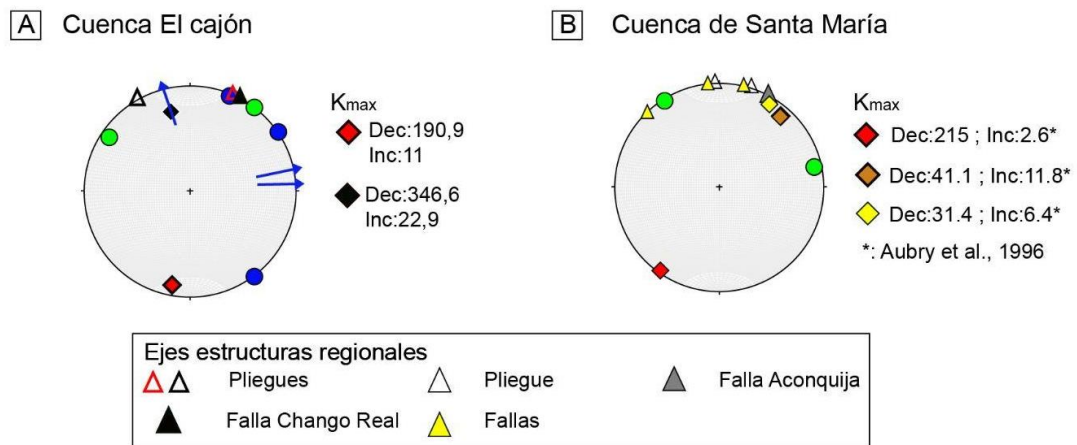 A Cuenca El cajón
B Cuenca de Santa María
Kmax
Dec:190,9
Inc:11
Dec:346,6
Inc:22,9
Kmax
Dec:215 ; Inc:2.6*
Dec:41.1 ; Inc:11.8*
Dec:31.4 ; Inc:6.4*
*: Aubry et al., 1996
Ejes estructuras regionales
Pliegues
Pliegue
Falla Aconquija
Falla Chango Real
Fallas